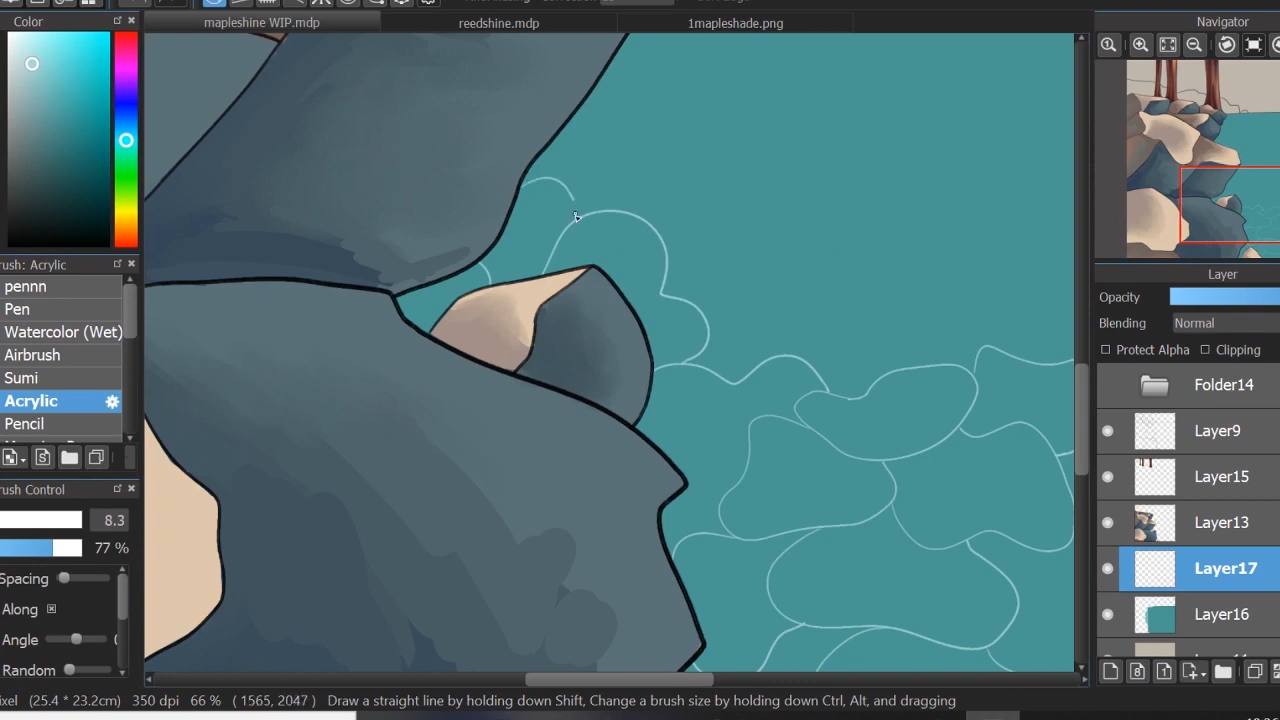 Color
mapleshine WIP.mdp
reedshine.mdp
1mapleshade.png
Navigator
rush: Acrylic
pennn
Pen
Watercolor (Wet)
Airbrush
Sumi
Acrylic
Pencil
rush Control
8.3
77 %
Spacing
Along
Angle
Random
Layer
Opacity
Blending
Normal
Protect Alpha
Clipping
Folder14
Layer9
Layer15
Layer13
Layer17
Layer16
ixel (25.4 * 23.2cm) 350 dpi 66 % ( 1565, 2047 ) Draw a straight line by holding down Shift, Change a brush size by holding down Ctrl, Alt, and dragging